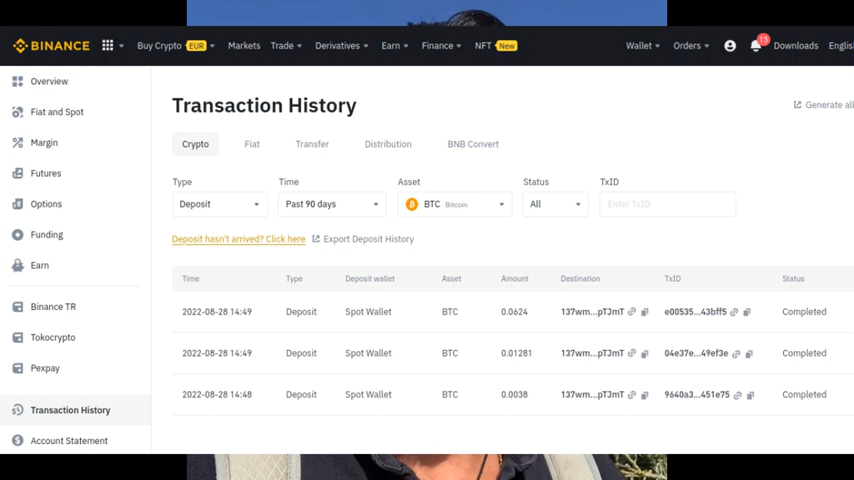 BINANCE Buy Crypto EUR Markets Trade Derivatives Earn Finance NFT New Wallet Orders 13 Downloads English
Overview
Fiat and Spot
Margin
Futures
Options
Funding
Earn
Binance TR
Tokocrypto
Pexpay
Transaction History
Account Statement
Transaction History
Generate all
Crypto Fiat Transfer Distribution BNB Convert
Type Time Asset Status TxID
Deposit Past 90 days BTC Bitcoin All Enter TxID
Deposit hasn't arrived? Click here Export Deposit History
Time Type Deposit wallet Asset Amount Destination TxID Status
2022-08-28 14:49 Deposit Spot Wallet BTC 0.0624 137wm...pTJmT e00535...43bff5 Completed
2022-08-28 14:49 Deposit Spot Wallet BTC 0.01281 137wm...pTJmT 04e37e...49ef3e Completed
2022-08-28 14:48 Deposit Spot Wallet BTC 0.0038 137wm...pTJmT 9640a3...451e75 Completed